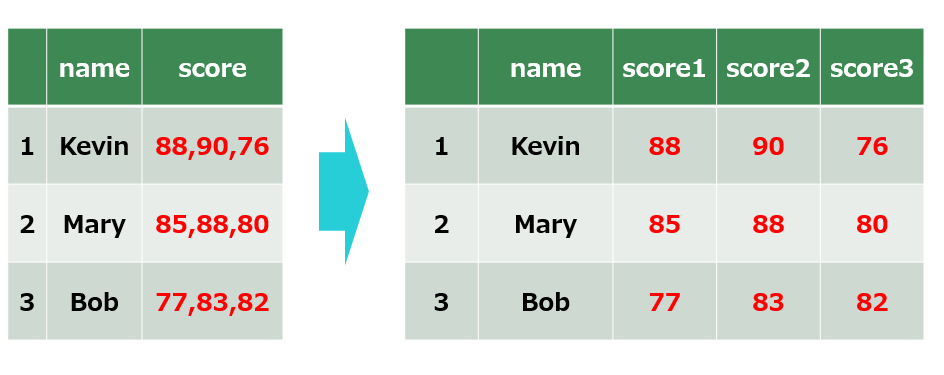 name score
1 Kevin 88,90,76
2 Mary 85,88,80
3 Bob 77,83,82
name score1 score2 score3
1 Kevin 88 90 76
2 Mary 85 88 80
3 Bob 77 83 82